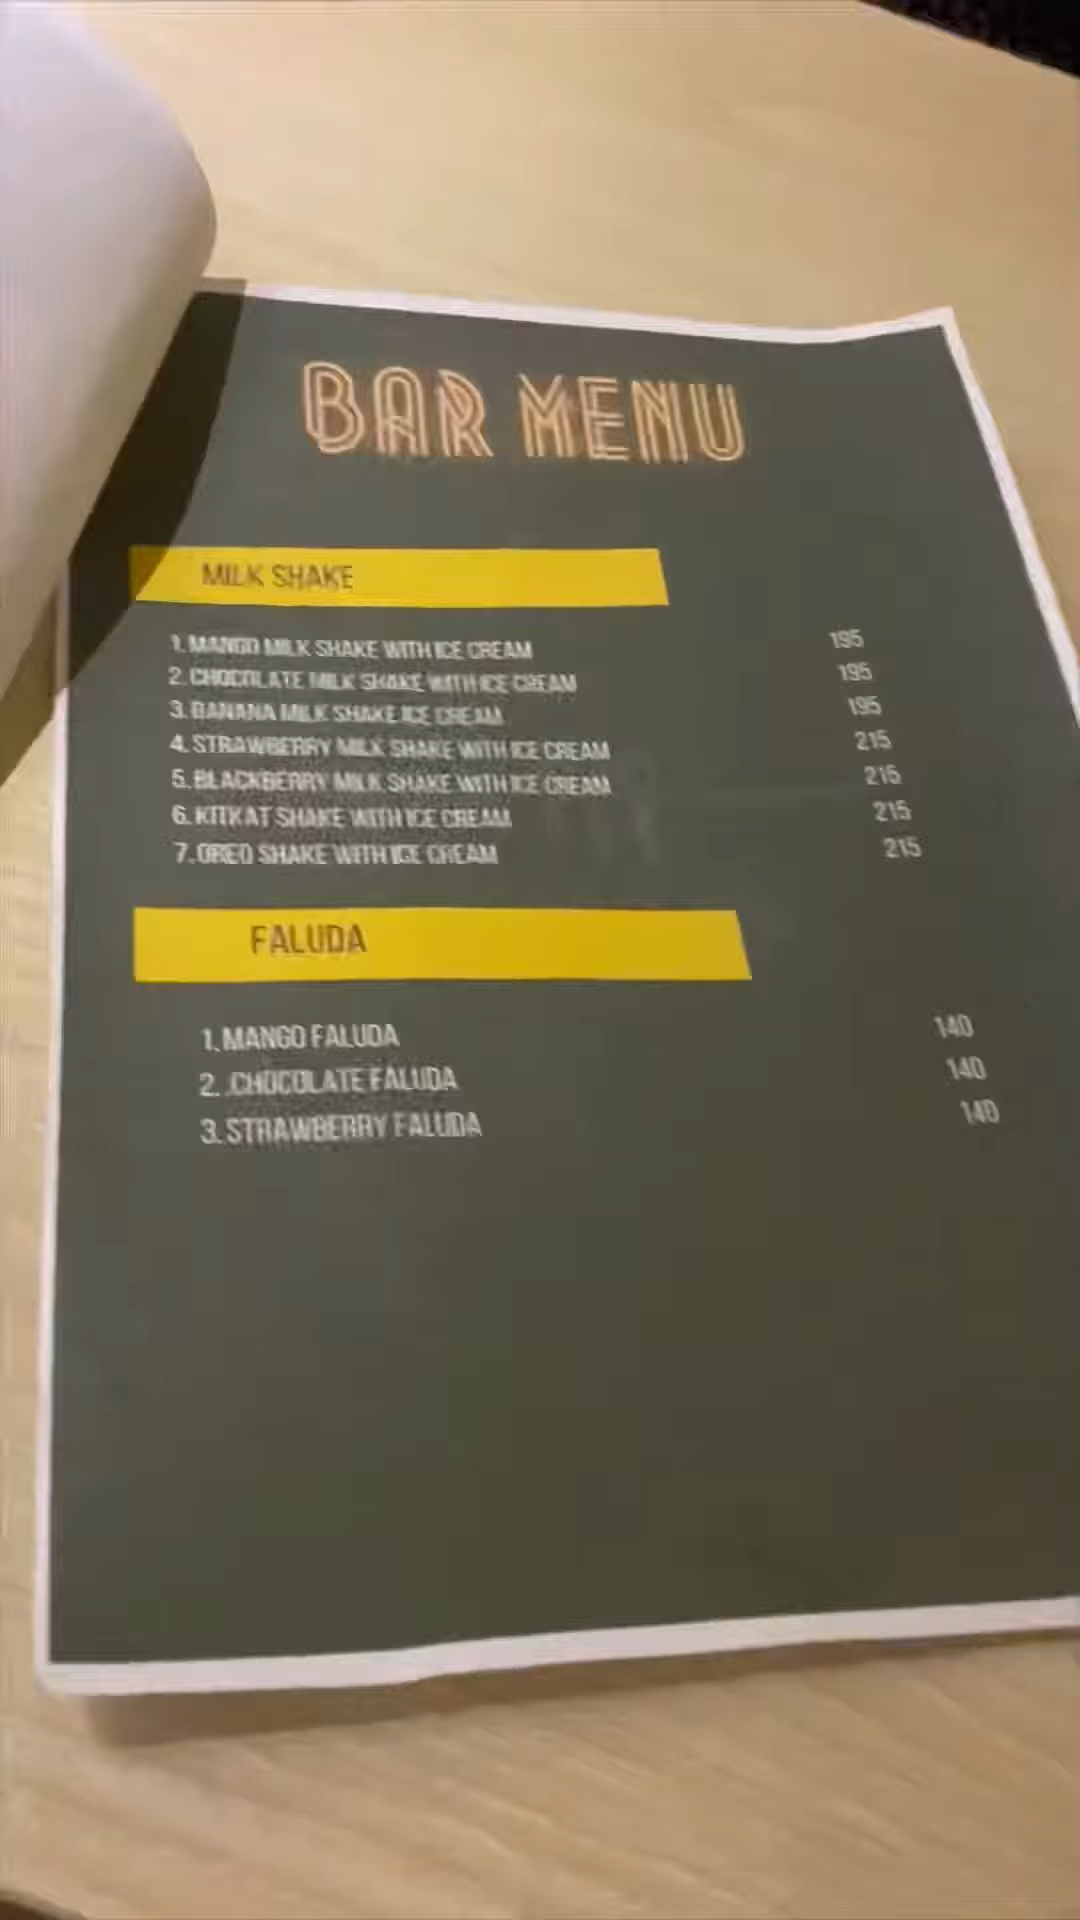 BAR MENU
MILK SHAKE
1. MANGO MILK SHAKE WITH ICE CREAM 195
2. CHOCOLATE MILK SHAKE WITH ICE CREAM 195
3. BANANA MILK SHAKE ICE CREAM 195
4. STRAWBERRY MILK SHAKE WITH ICE CREAM 215
5. BLACKBERRY MILK SHAKE WITH ICE CREAM 215
6. KITKAT SHAKE WITH ICE CREAM 215
7. OREO SHAKE WITH ICE CREAM 215
FALUDA
1. MANGO FALUDA 140
2. .CHOCOLATE FALUDA 140
3. STRAWBERRY FALUDA 140